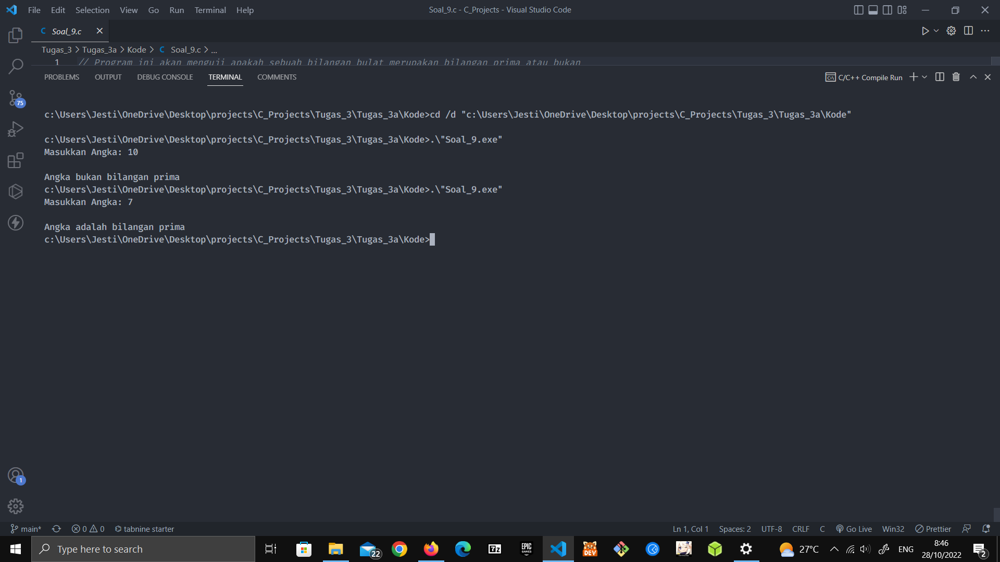 File Edit Selection View Go Run Terminal Help
Soal_9.c - C_Projects - Visual Studio Code
C Soal_9.c
Tugas_3 > Tugas_3a > Kode > C Soal_9.c > ...
1 // Program ini akan menguji apakah sebuah bilangan bulat merupakan bilangan prima atau bukan
PROBLEMS OUTPUT DEBUG CONSOLE TERMINAL COMMENTS
C/C++ Compile Run
c:\Users\Jesti\OneDrive\Desktop\projects\C_Projects\Tugas_3\Tugas_3a\Kode>cd /d "c:\Users\Jesti\OneDrive\Desktop\projects\C_Projects\Tugas_3\Tugas_3a\Kode"
c:\Users\Jesti\OneDrive\Desktop\projects\C_Projects\Tugas_3\Tugas_3a\Kode>.\"Soal_9.exe"
Masukkan Angka: 10
Angka bukan bilangan prima
c:\Users\Jesti\OneDrive\Desktop\projects\C_Projects\Tugas_3\Tugas_3a\Kode>.\"Soal_9.exe"
Masukkan Angka: 7
Angka adalah bilangan prima
c:\Users\Jesti\OneDrive\Desktop\projects\C_Projects\Tugas_3\Tugas_3a\Kode>
75
1
main* 0 0 tabnine starter
Ln 1, Col 1 Spaces: 2 UTF-8 CRLF C Go Live Win32 Prettier
Type here to search
22
7z
EPIC GAMES
DEV
27°C
ENG
8:46
28/10/2022
2